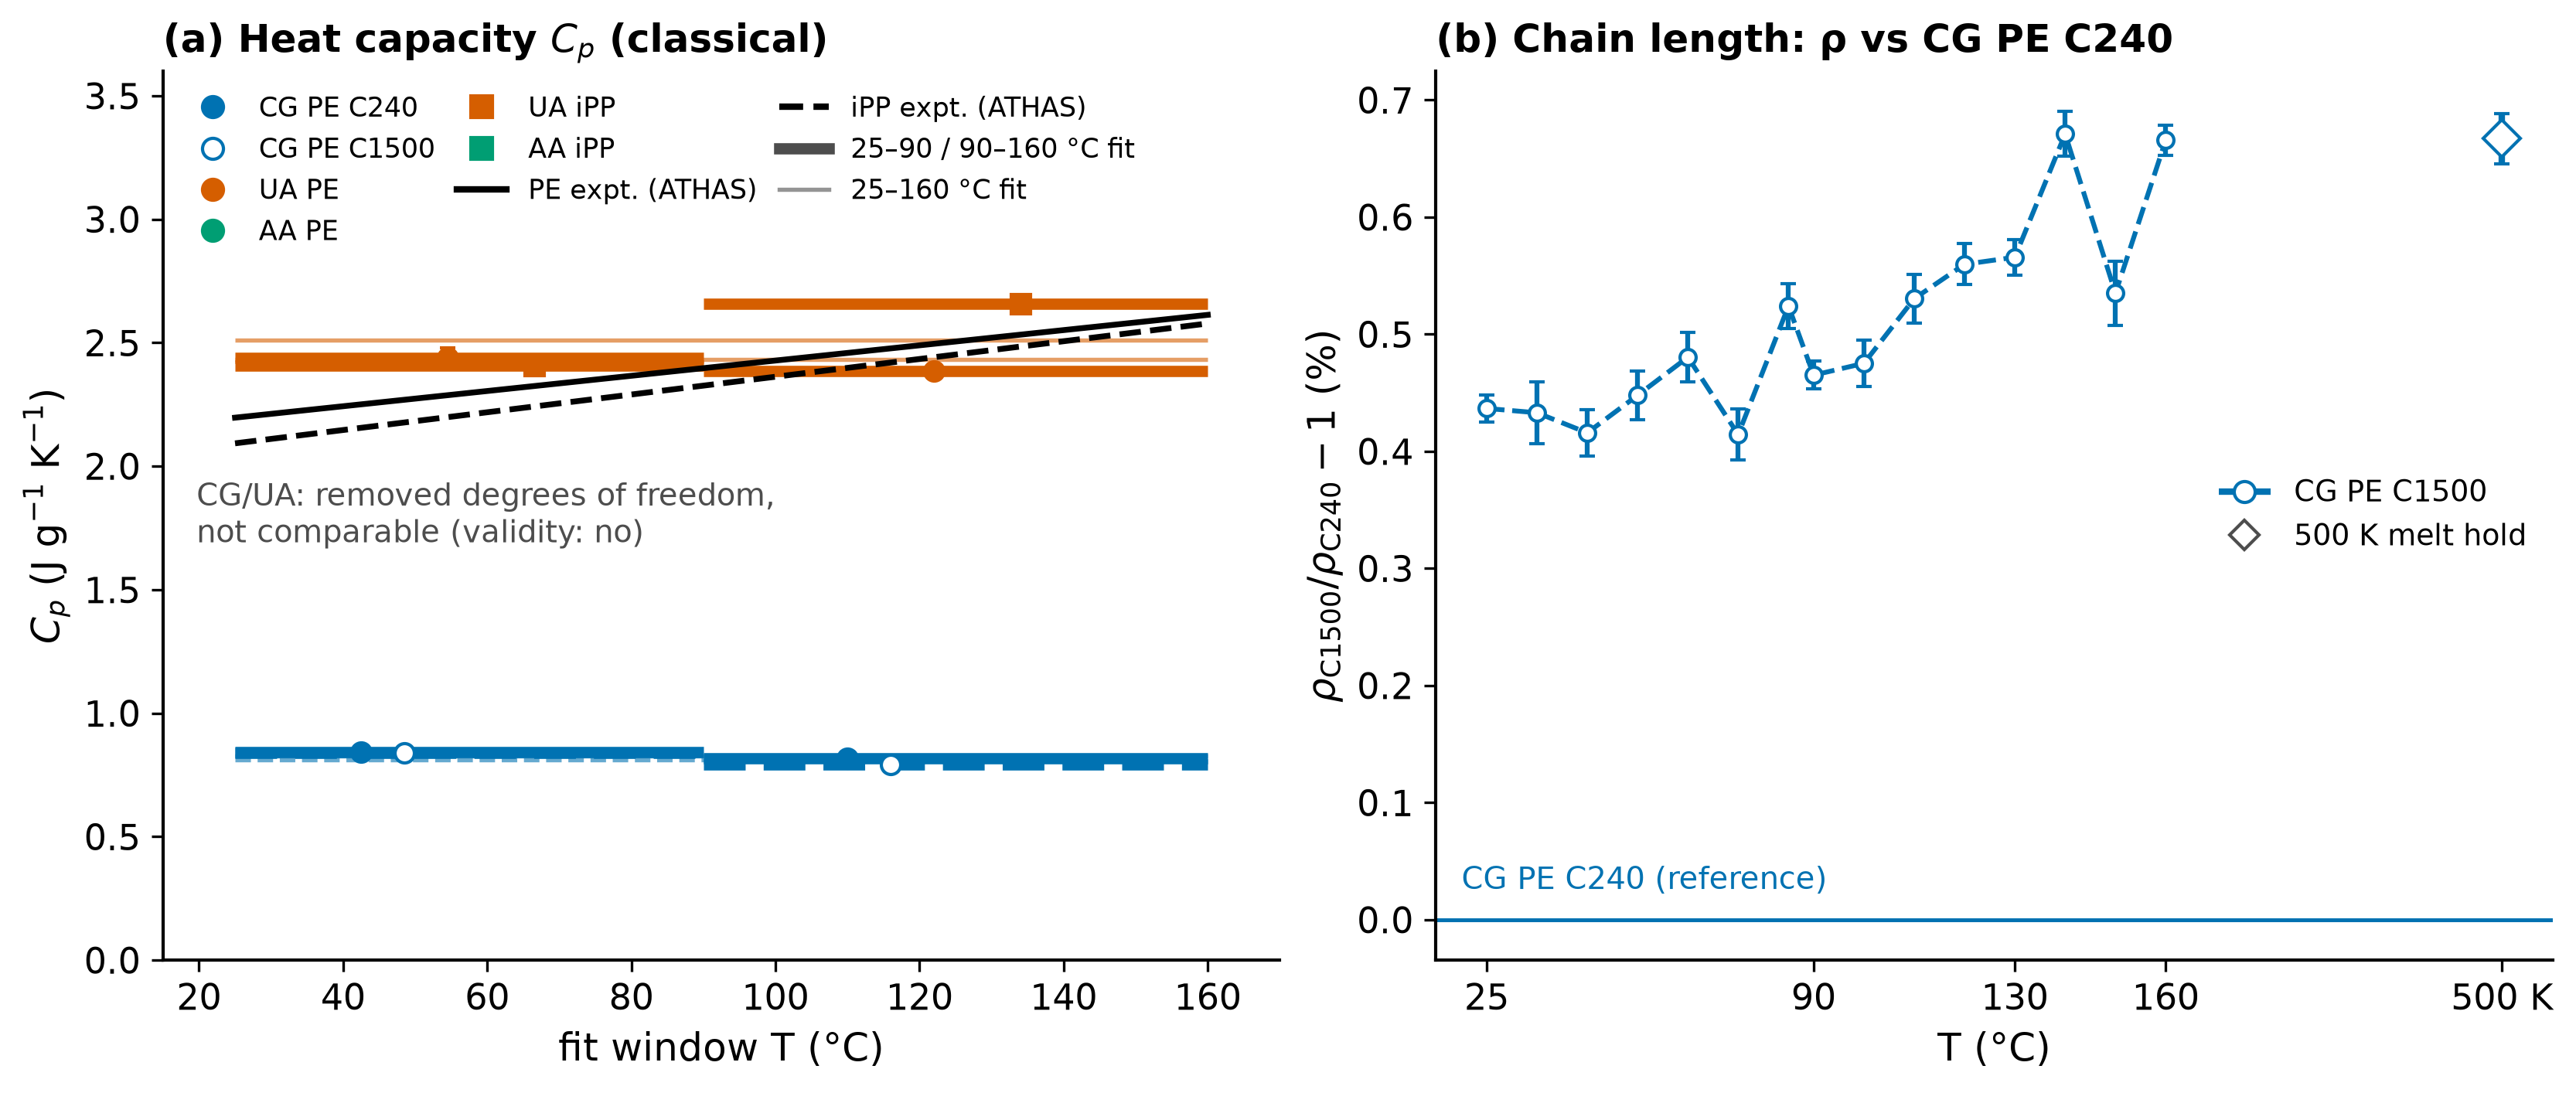 (a) Heat capacity Cp (classical)
CG PE C240
CG PE C1500
UA PE
AA PE
UA iPP
AA iPP
PE expt. (ATHAS)
iPP expt. (ATHAS)
25–90 / 90–160 °C fit
25–160 °C fit
CG/UA: removed degrees of freedom,
not comparable (validity: no)
Cp (J g−1 K−1)
3.5
3.0
2.5
2.0
1.5
1.0
0.5
0.0
20 40 60 80 100 120 140 160
fit window T (°C)
(b) Chain length: ρ vs CG PE C240
ρC1500/ρC240 − 1 (%)
0.7
0.6
0.5
0.4
0.3
0.2
0.1
0.0
CG PE C1500
500 K melt hold
CG PE C240 (reference)
25 90 130 160 500 K
T (°C)